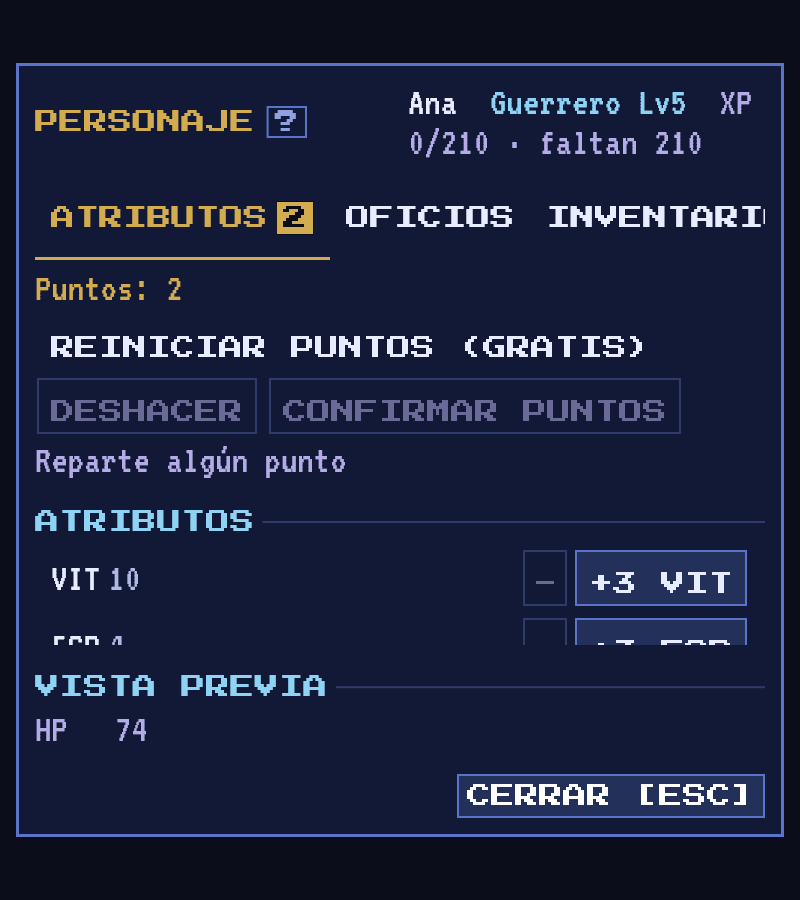 PERSONAJE ?
Ana Guerrero Lv5 XP
0/210 · faltan 210
ATRIBUTOS 2 OFICIOS
Puntos: 2
REINICIAR PUNTOS (GRATIS)
DESHACER CONFIRMAR PUNTOS
Reparte algún punto
ATRIBUTOS
VIT 10 — +3 VIT
VISTA PREVIA
HP 74
CERRAR [ESC]